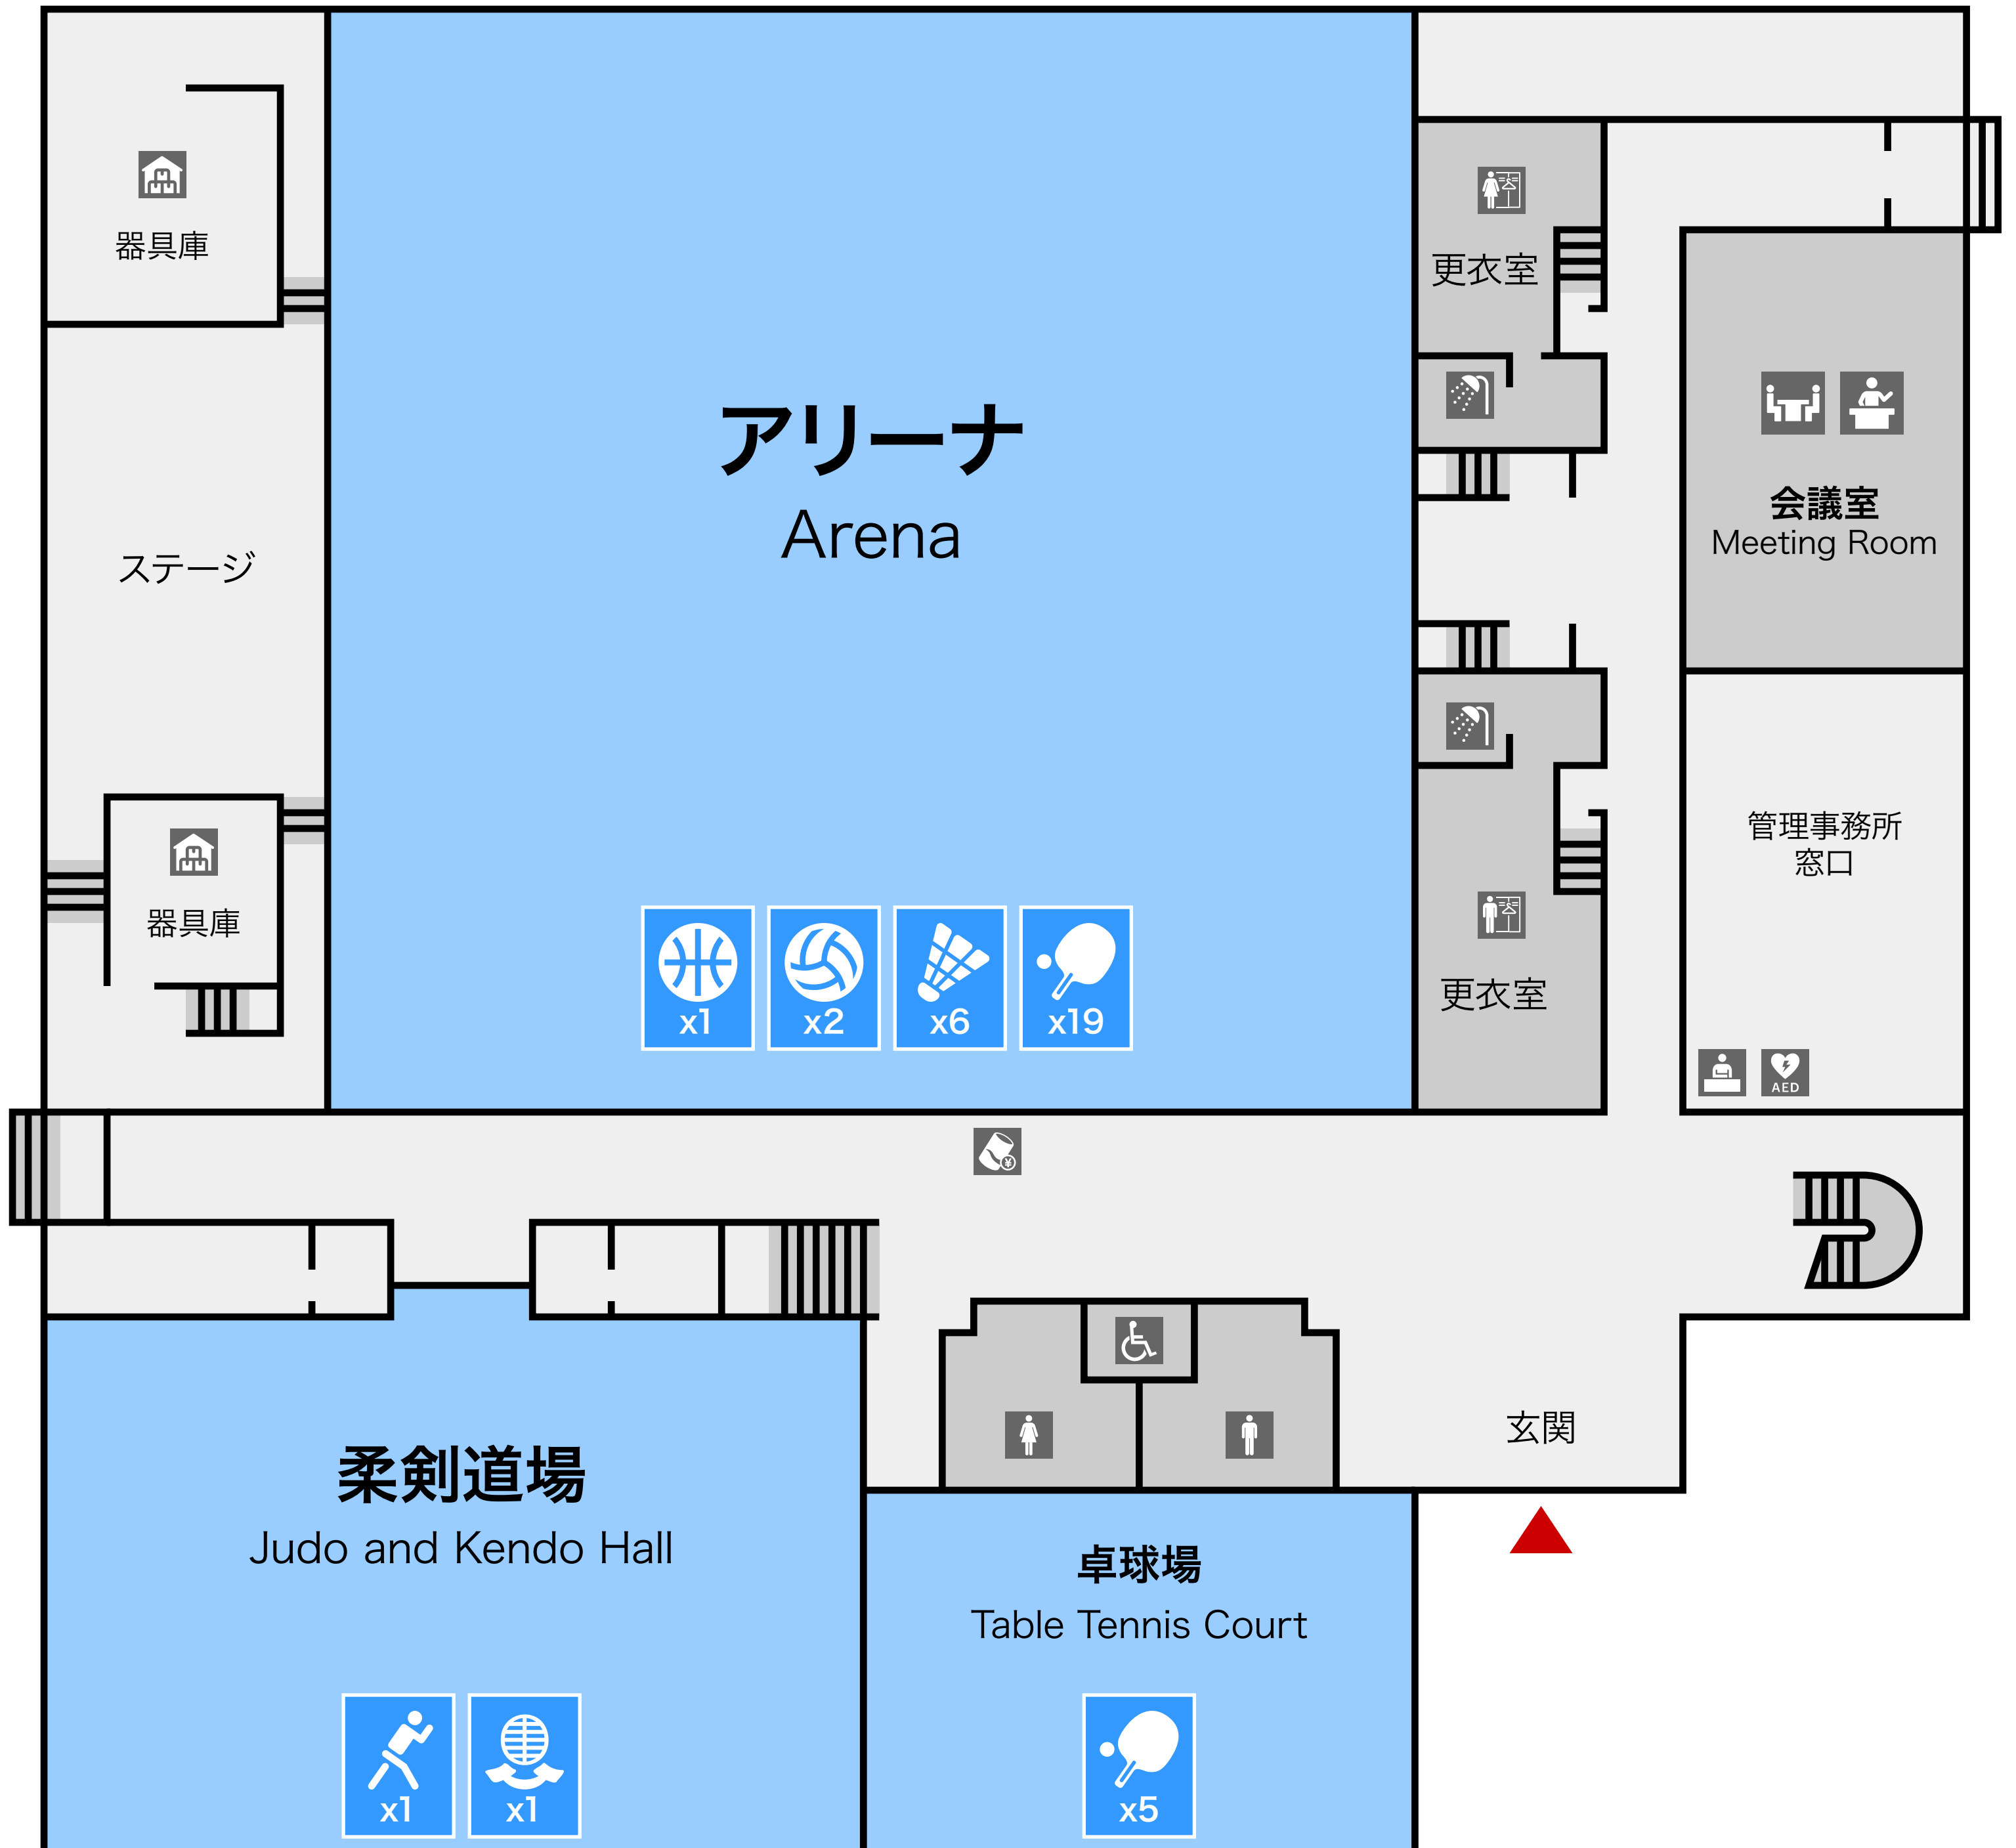 器具庫
更衣室
アリーナ
Arena
会議室
Meeting Room
ステージ
管理事務所
窓口
器具庫
x1
x2
x6
x19
更衣室
AED
¥
玄関
柔剣道場
Judo and Kendo Hall
卓球場
Table Tennis Court
x1
x1
x5